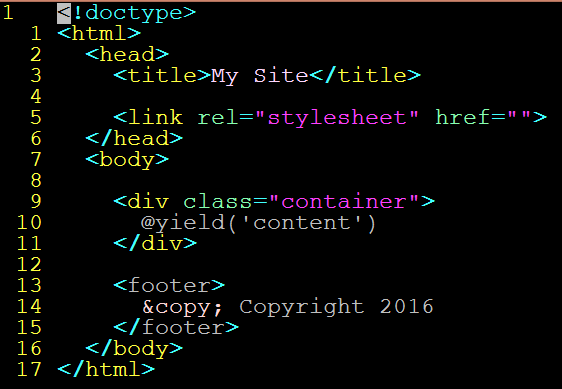 1 <!doctype>
1 <html>
2 <head>
3 <title>My Site</title>
4
5 <link rel="stylesheet" href="">
6 </head>
7 <body>
8
9 <div class="container">
10 @yield('content')
11 </div>
12
13 <footer>
14 &copy; Copyright 2016
15 </footer>
16 </body>
17 </html>